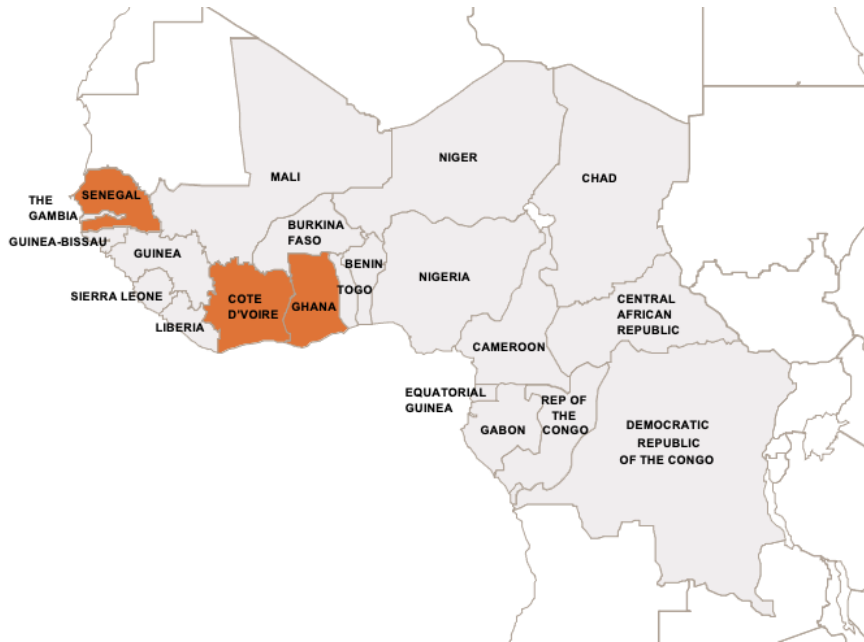 MALI
NIGER
CHAD
SENEGAL
THE
GAMBIA
GUINEA-BISSAU
GUINEA
BURKINA
FASO
BENIN
NIGERIA
TOGO
SIERRA LEONE
COTE
D'VOIRE
GHANA
LIBERIA
CENTRAL
AFRICAN
REPUBLIC
CAMEROON
EQUATORIAL
GUINEA
REP OF
THE
CONGO
GABON
DEMOCRATIC
REPUBLIC
OF THE CONGO